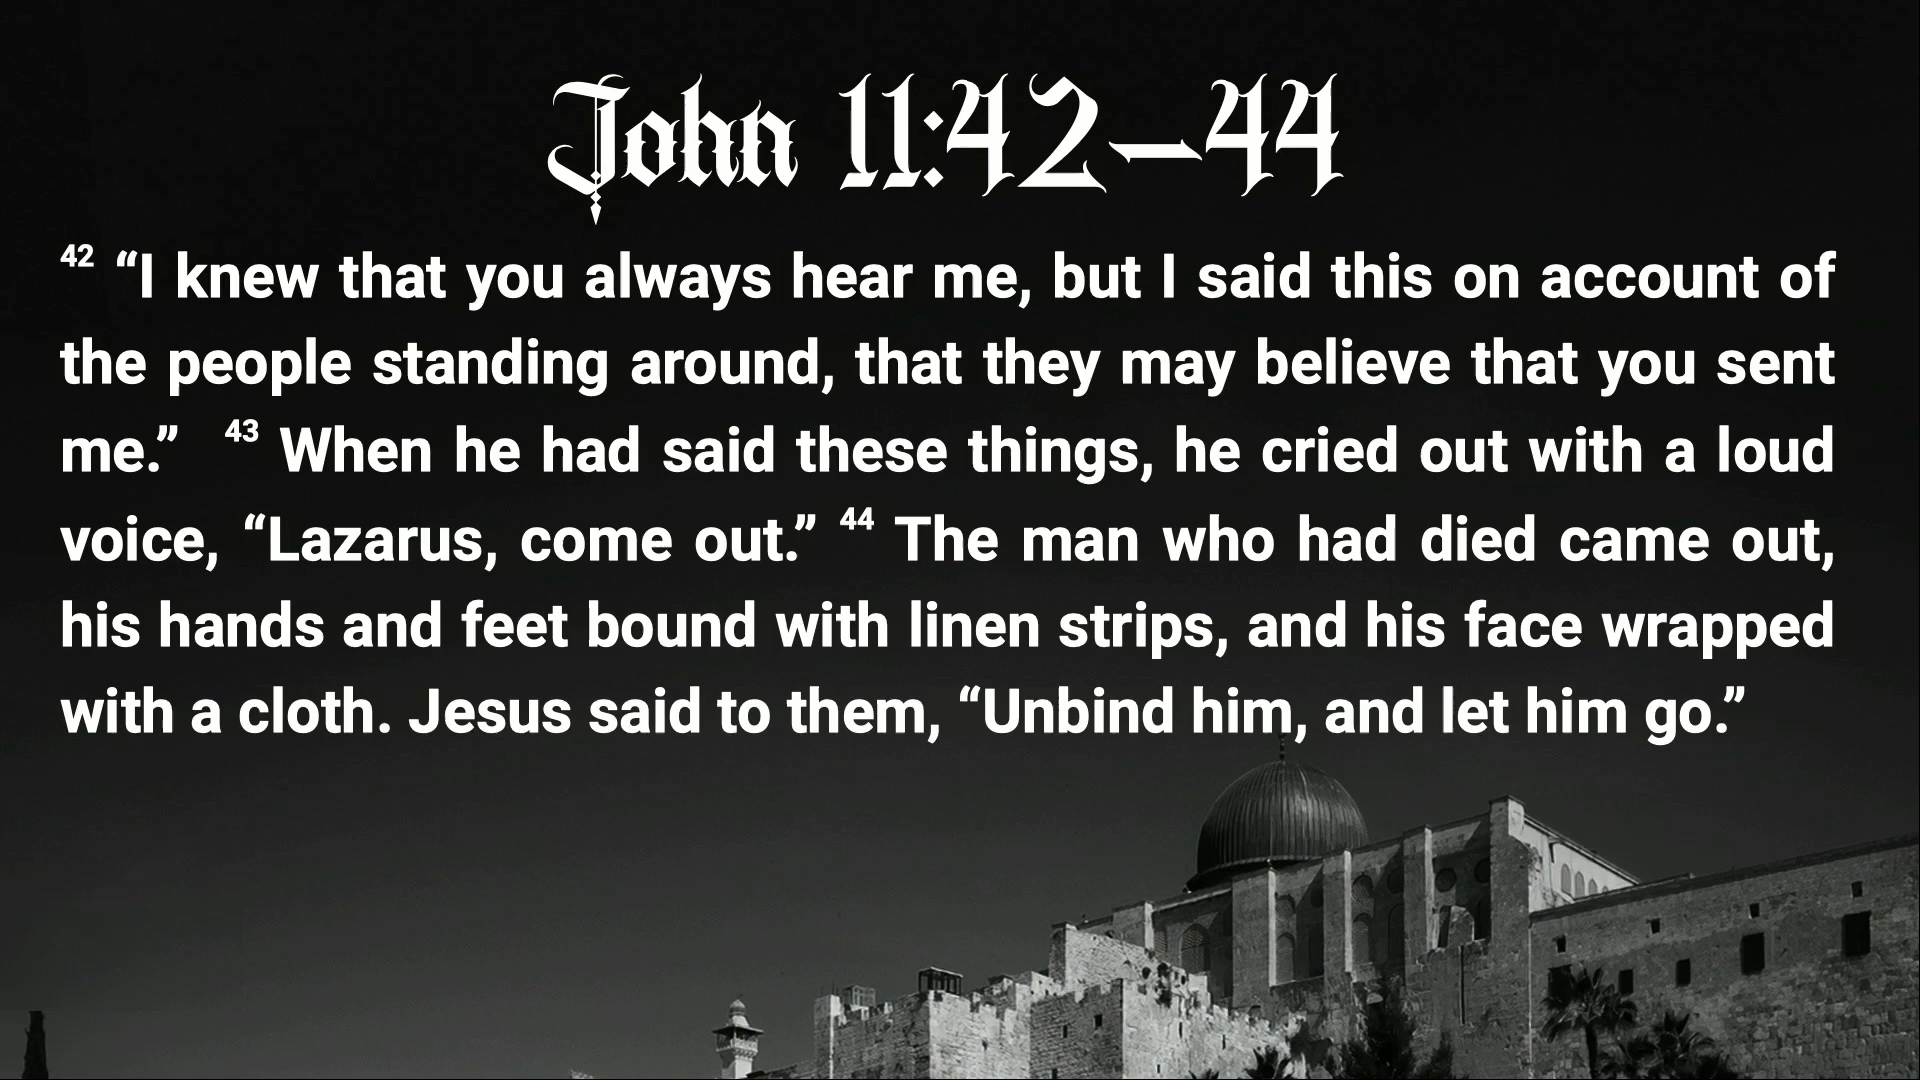 John 11:42–44
42 “I knew that you always hear me, but I said this on account of
the people standing around, that they may believe that you sent
me.” 43 When he had said these things, he cried out with a loud
voice, “Lazarus, come out.” 44 The man who had died came out,
his hands and feet bound with linen strips, and his face wrapped
with a cloth. Jesus said to them, “Unbind him, and let him go.”